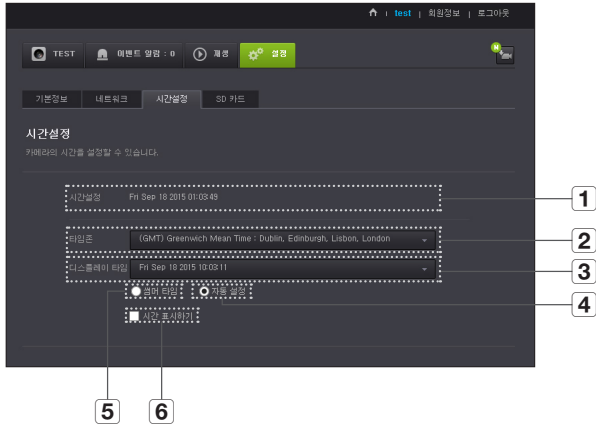 test | 회원정보 | 로그아웃
TEST 이벤트 알람 : 0 재생 설정 N
기본정보 네트워크 시간설정 SD 카드
시간설정
카메라의 시간을 설정할 수 있습니다.
시간설정 Fri Sep 18 2015 01:03:49 1
타임존 (GMT) Greenwich Mean Time : Dublin, Edinburgh, Lisbon, London 2
디스플레이 타임 Fri Sep 18 2015 10:03:11 3
썸머 타임 자동 설정 4
시간 표시하기
5 6